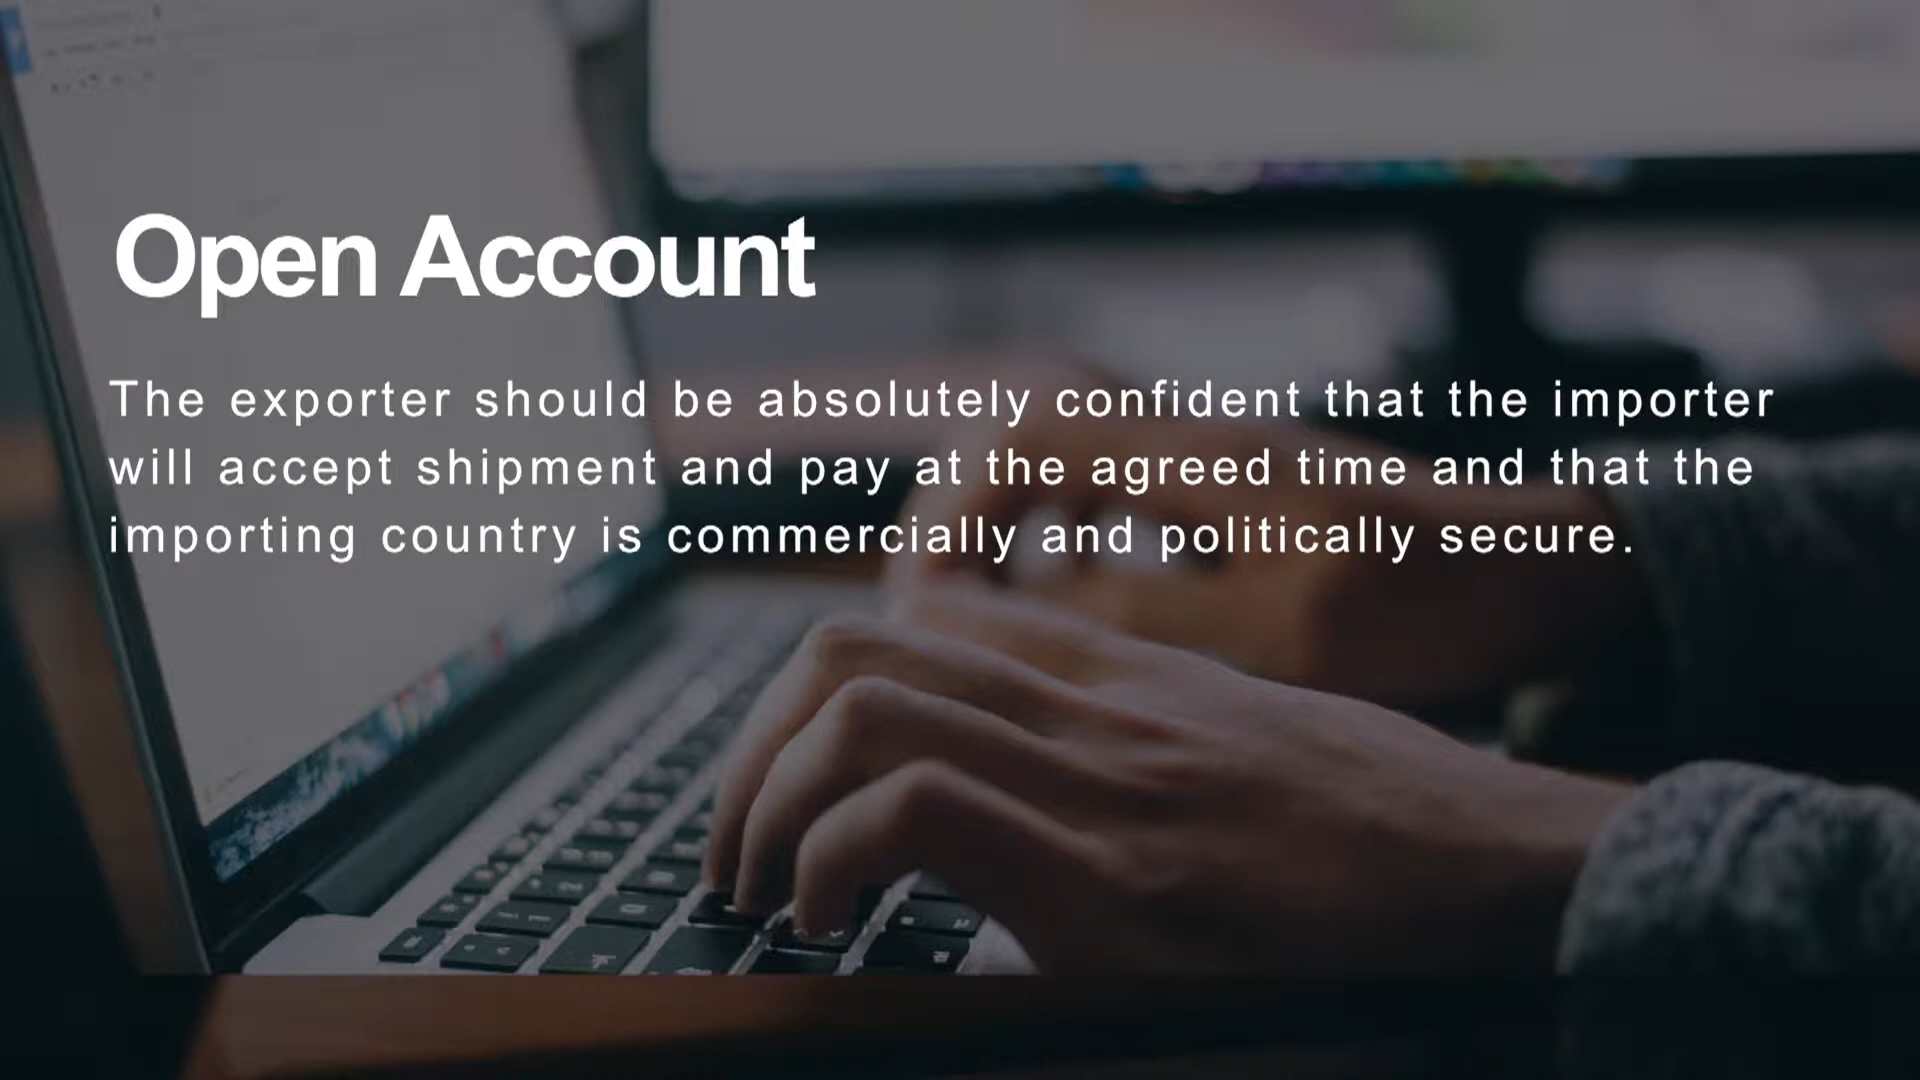 Open Account
The exporter should be absolutely confident that the importer
will accept shipment and pay at the agreed time and that the
importing country is commercially and politically secure.